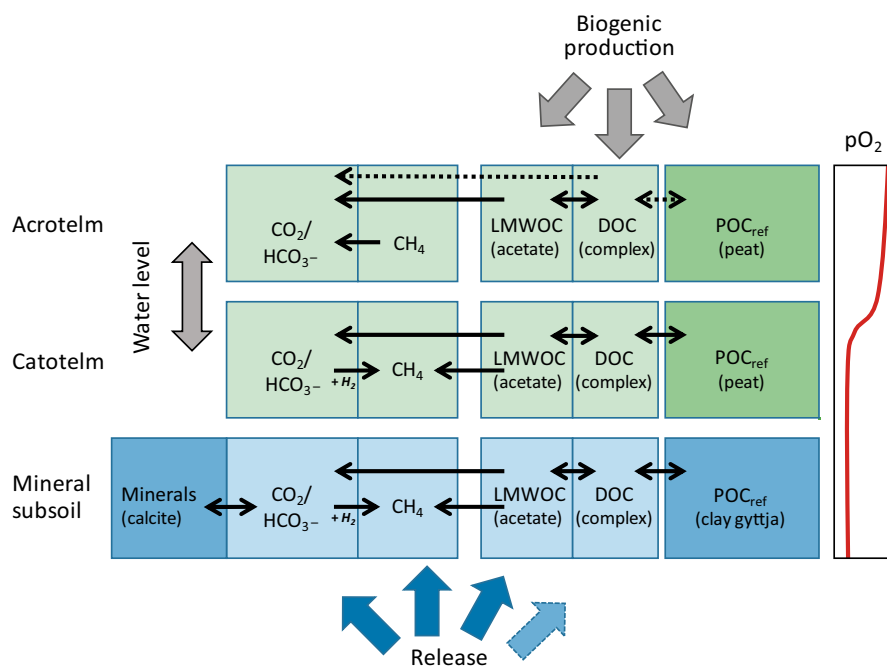 Biogenic
production
pO₂
Acrotelm
CO₂/
HCO₃–
CH₄
LMWOC
(acetate)
DOC
(complex)
POCref
(peat)
Water level
Catotelm
CO₂/
HCO₃–
+ H₂
CH₄
LMWOC
(acetate)
DOC
(complex)
POCref
(peat)
Mineral
subsoil
Minerals
(calcite)
CO₂/
HCO₃–
+ H₂
CH₄
LMWOC
(acetate)
DOC
(complex)
POCref
(clay gyttja)
Release